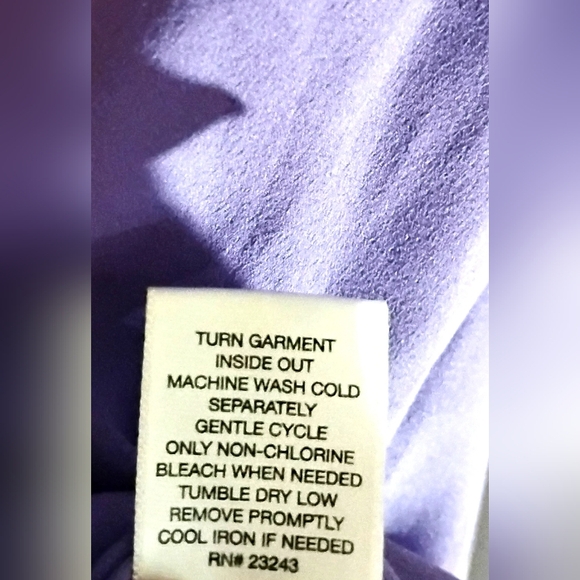 TURN GARMENT
INSIDE OUT
MACHINE WASH COLD
SEPARATELY
GENTLE CYCLE
ONLY NON-CHLORINE
BLEACH WHEN NEEDED
TUMBLE DRY LOW
REMOVE PROMPTLY
COOL IRON IF NEEDED
RN# 23243